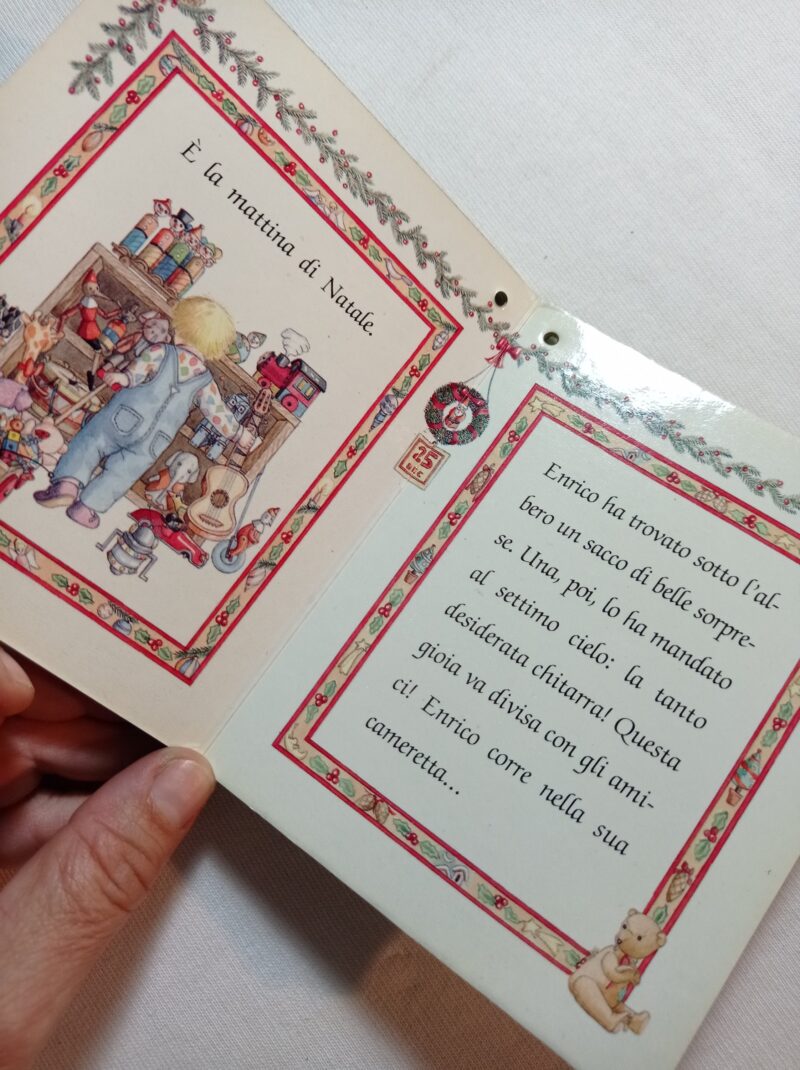 È la mattina di Natale.
25
DEC
Enrico ha trovato sotto l'al-
bero un sacco di belle sorpre-
se. Una, poi, lo ha mandato
al settimo cielo: la tanto
desiderata chitarra! Questa
gioia va divisa con gli ami-
ci! Enrico corre nella sua
cameretta...